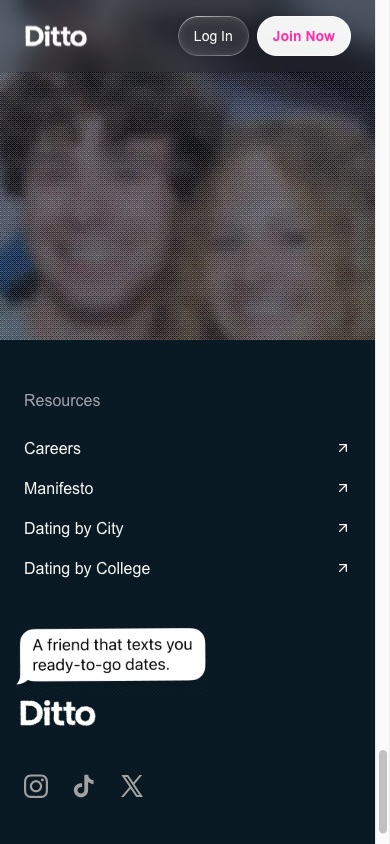 Ditto
Log In
Join Now
Resources
Careers
Manifesto
Dating by City
Dating by College
A friend that texts you
ready-to-go dates.
Ditto